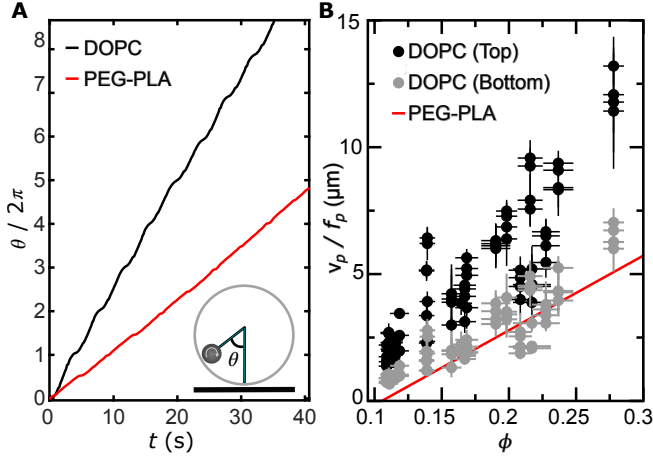 A
DOPC
PEG-PLA
θ / 2π
8
7
6
5
4
3
2
1
0
0
10
20
30
40
t (s)
θ
B
DOPC (Top)
DOPC (Bottom)
PEG-PLA
v_p / f_p (μm)
15
10
5
0
0.1
0.15
0.2
0.25
0.3
ϕ